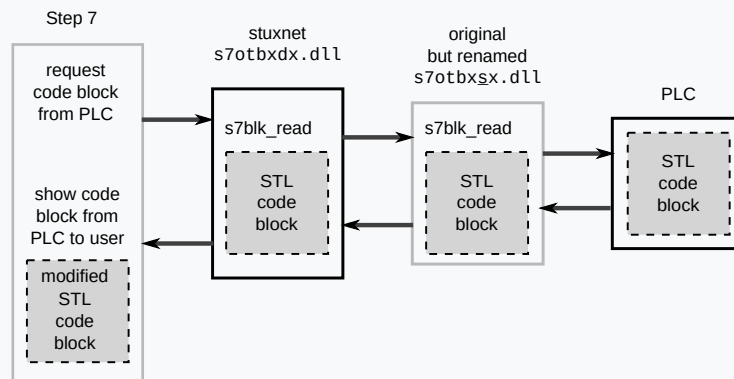 Step 7
request
code block
from PLC
show code
block from
PLC to user
modified
STL
code
block
stuxnet
s7otbxdx.dll
s7blk_read
STL
code
block
original
but renamed
s7otbxsx.dll
s7blk_read
STL
code
block
PLC
STL
code
block